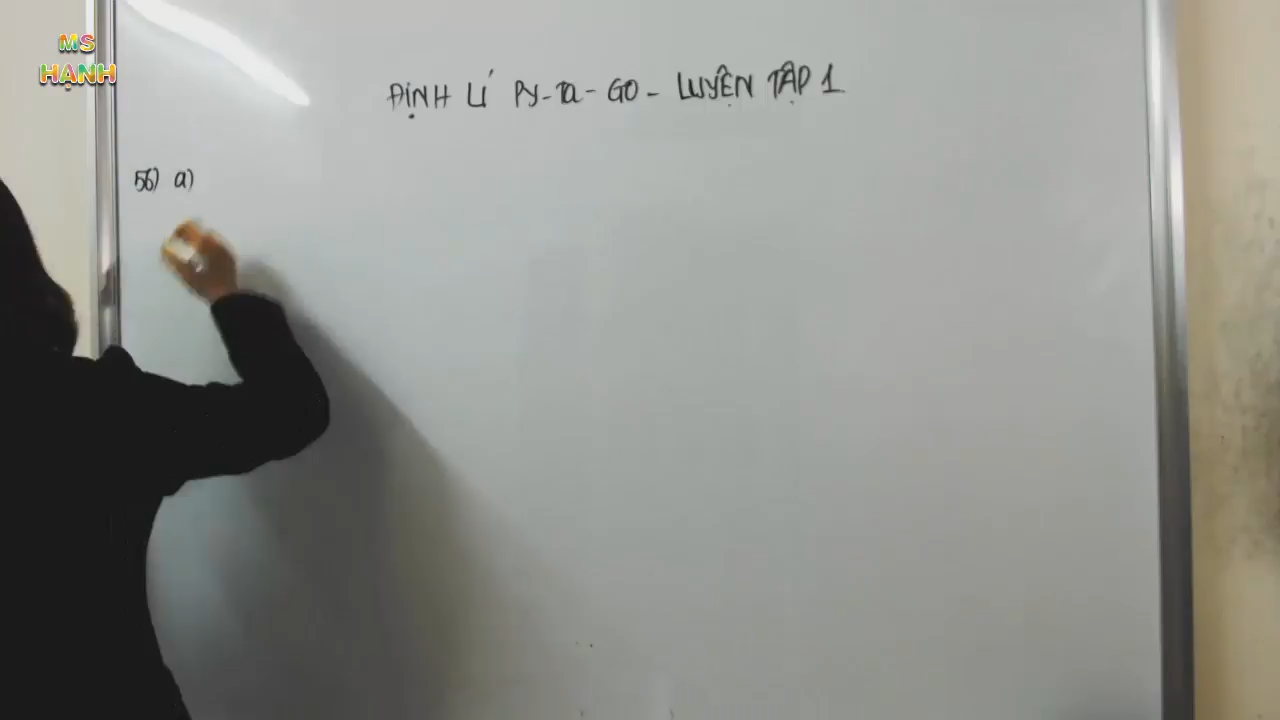 MS
HẠNH
ĐỊNH LÍ PY-Ta-GO-LUYỆN TẬP 1
56) a)